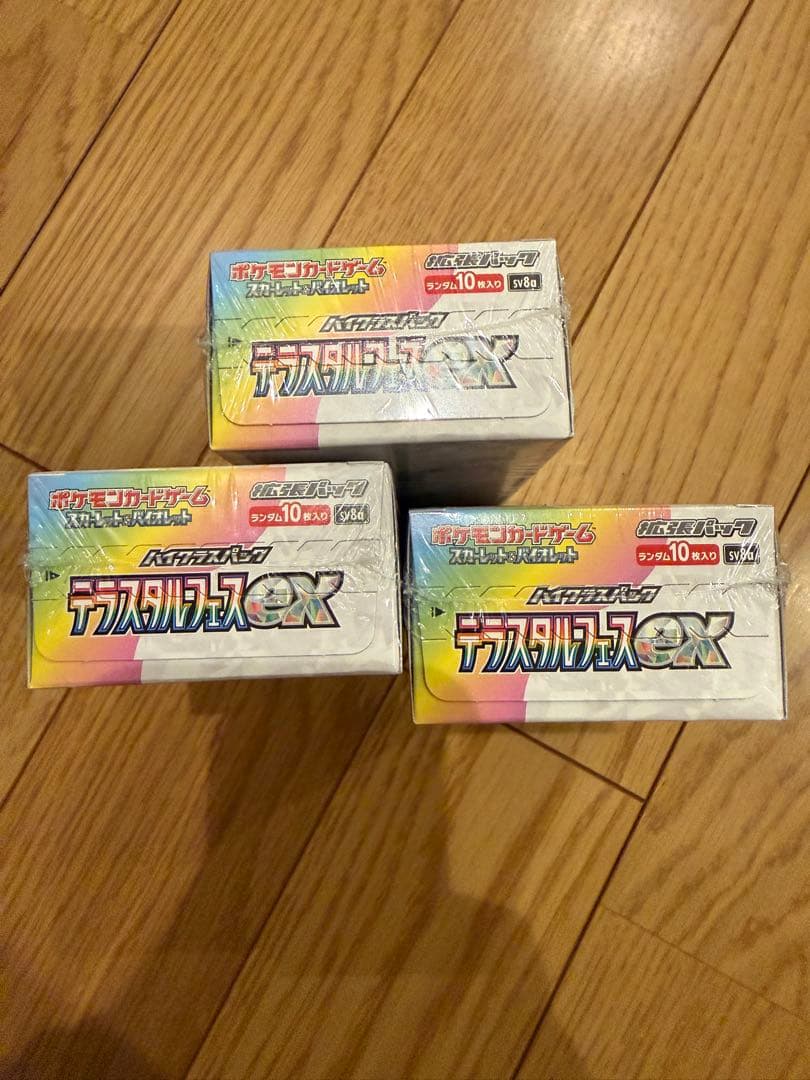 ポケモンカードゲーム
スカーレット&バイオレット
拡張パック
ランダム10枚入り SV8a
ハイクラスパック
テラスタルフェスex
ポケモンカードゲーム
スカーレット&バイオレット
拡張パック
ランダム10枚入り SV8a
ハイクラスパック
テラスタルフェスex
ポケモンカードゲーム
スカーレット&バイオレット
拡張パック
ランダム10枚入り SV8a
ハイクラスパック
テラスタルフェスex